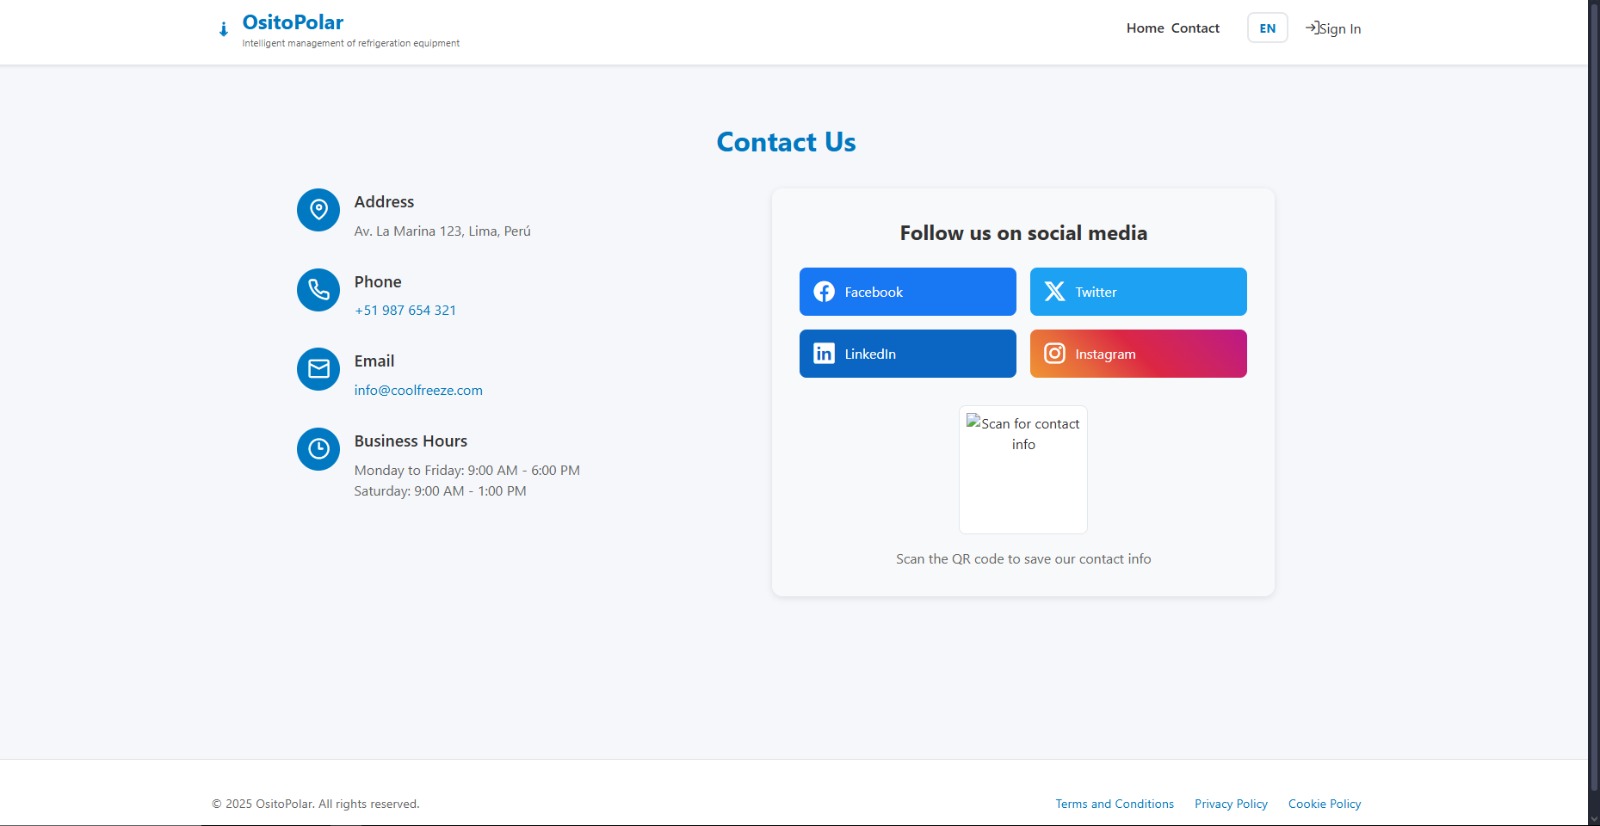 OsitoPolar
Intelligent management of refrigeration equipment
Home Contact
EN
Sign In
Contact Us
Address
Av. La Marina 123, Lima, Perú
Phone
+51 987 654 321
Email
info@coolfreeze.com
Business Hours
Monday to Friday: 9:00 AM - 6:00 PM
Saturday: 9:00 AM - 1:00 PM
Follow us on social media
Facebook
Twitter
LinkedIn
Instagram
Scan for contact
info
Scan the QR code to save our contact info
© 2025 OsitoPolar. All rights reserved.
Terms and Conditions
Privacy Policy
Cookie Policy